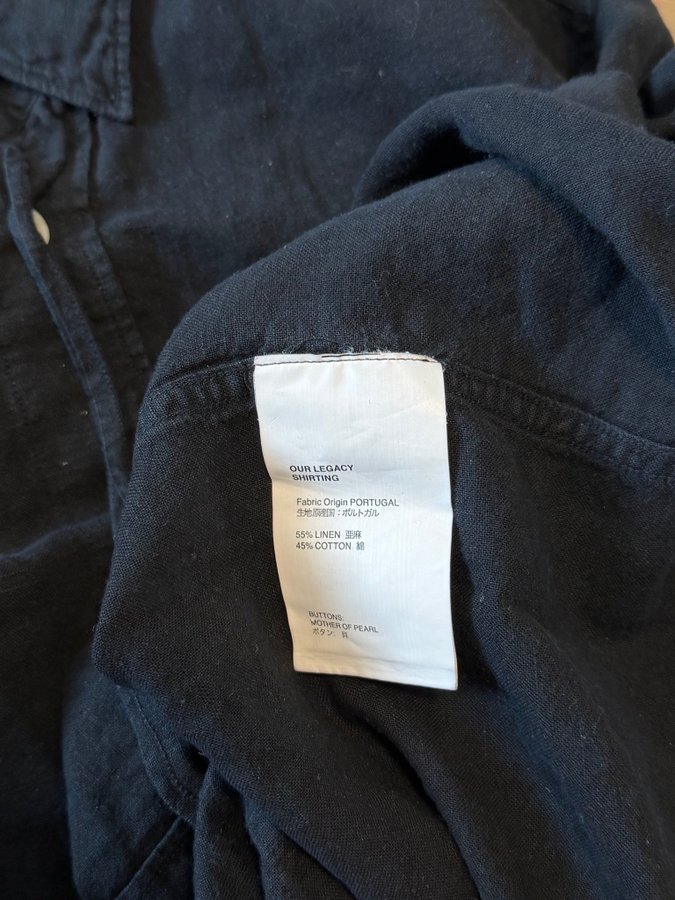 OUR LEGACY
SHIRTING
Fabric Origin PORTUGAL
生地原産国：ポルトガル
55% LINEN 亜麻
45% COTTON 綿
BUTTONS:
MOTHER OF PEARL
ボタン: 貝